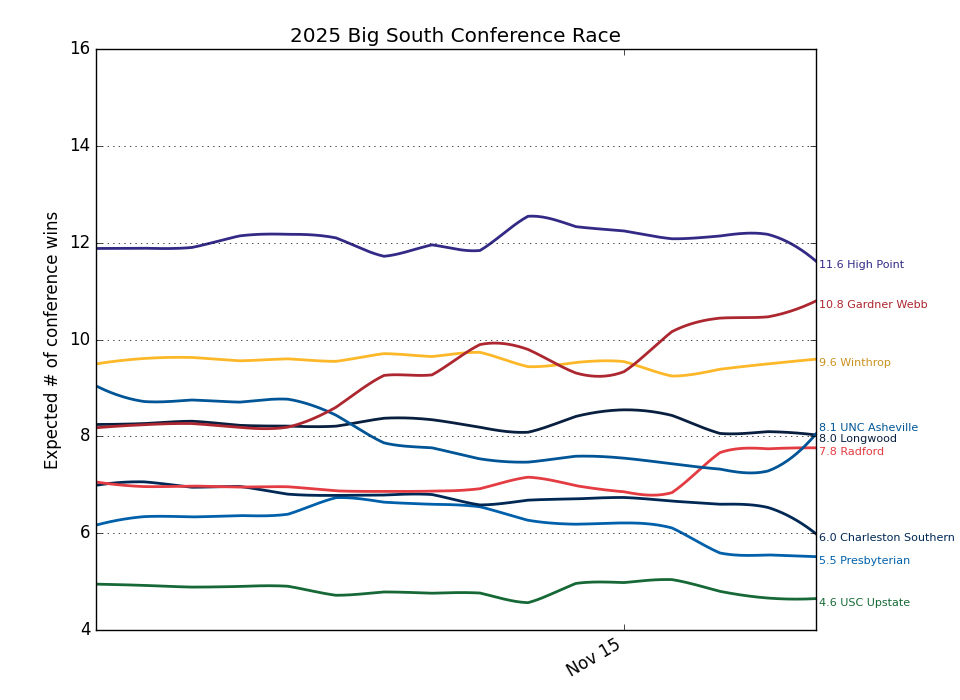 2025 Big South Conference Race
Expected # of conference wins
16
14
12
10
8
6
4
Nov 15
11.6 High Point
10.8 Gardner Webb
9.6 Winthrop
8.1 UNC Asheville
8.0 Longwood
7.8 Radford
6.0 Charleston Southern
5.5 Presbyterian
4.6 USC Upstate